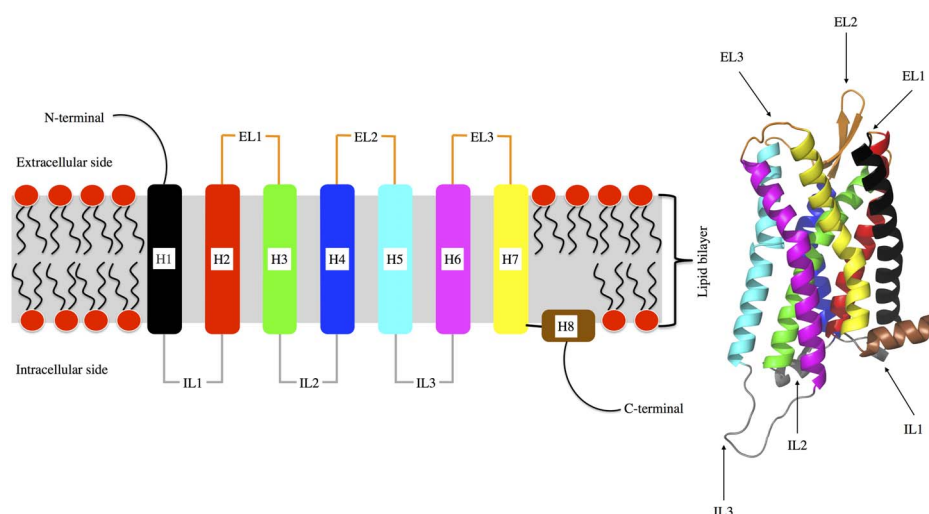 N-terminal
Extracellular side
EL1
EL2
EL3
H1
H2
H3
H4
H5
H6
H7
H8
Lipid bilayer
Intracellular side
IL1
IL2
IL3
C-terminal
EL2
EL3
EL1
IL1
IL2
IL3